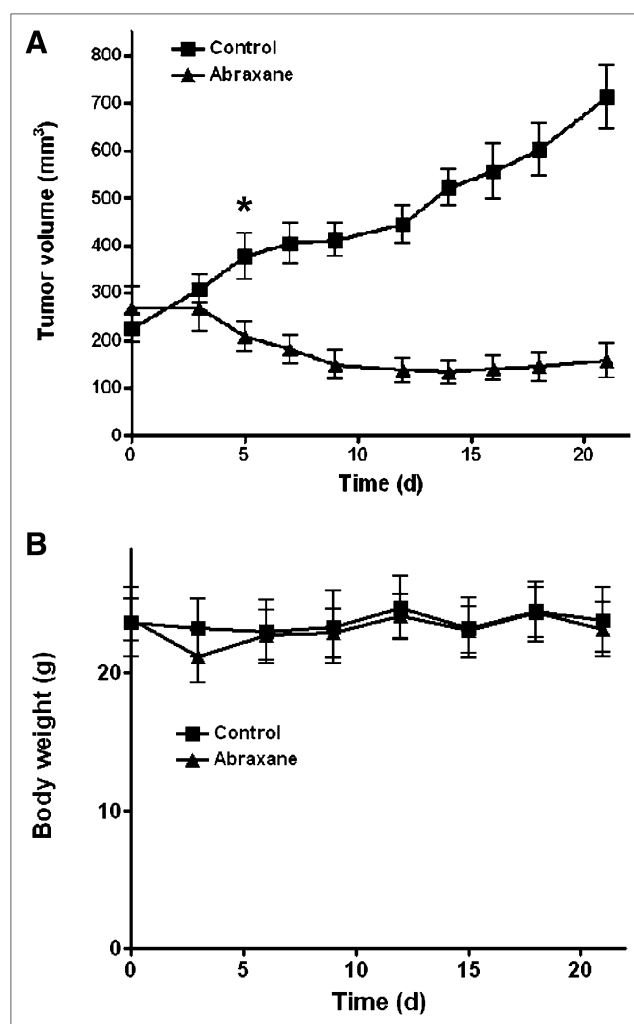 A
Control
Abraxane
800
700
600
500
400
300
200
100
0
*
Tumor volume (mm³)
0 5 10 15 20
Time (d)
B
20
10
0
Body weight (g)
Control
Abraxane
0 5 10 15 20
Time (d)